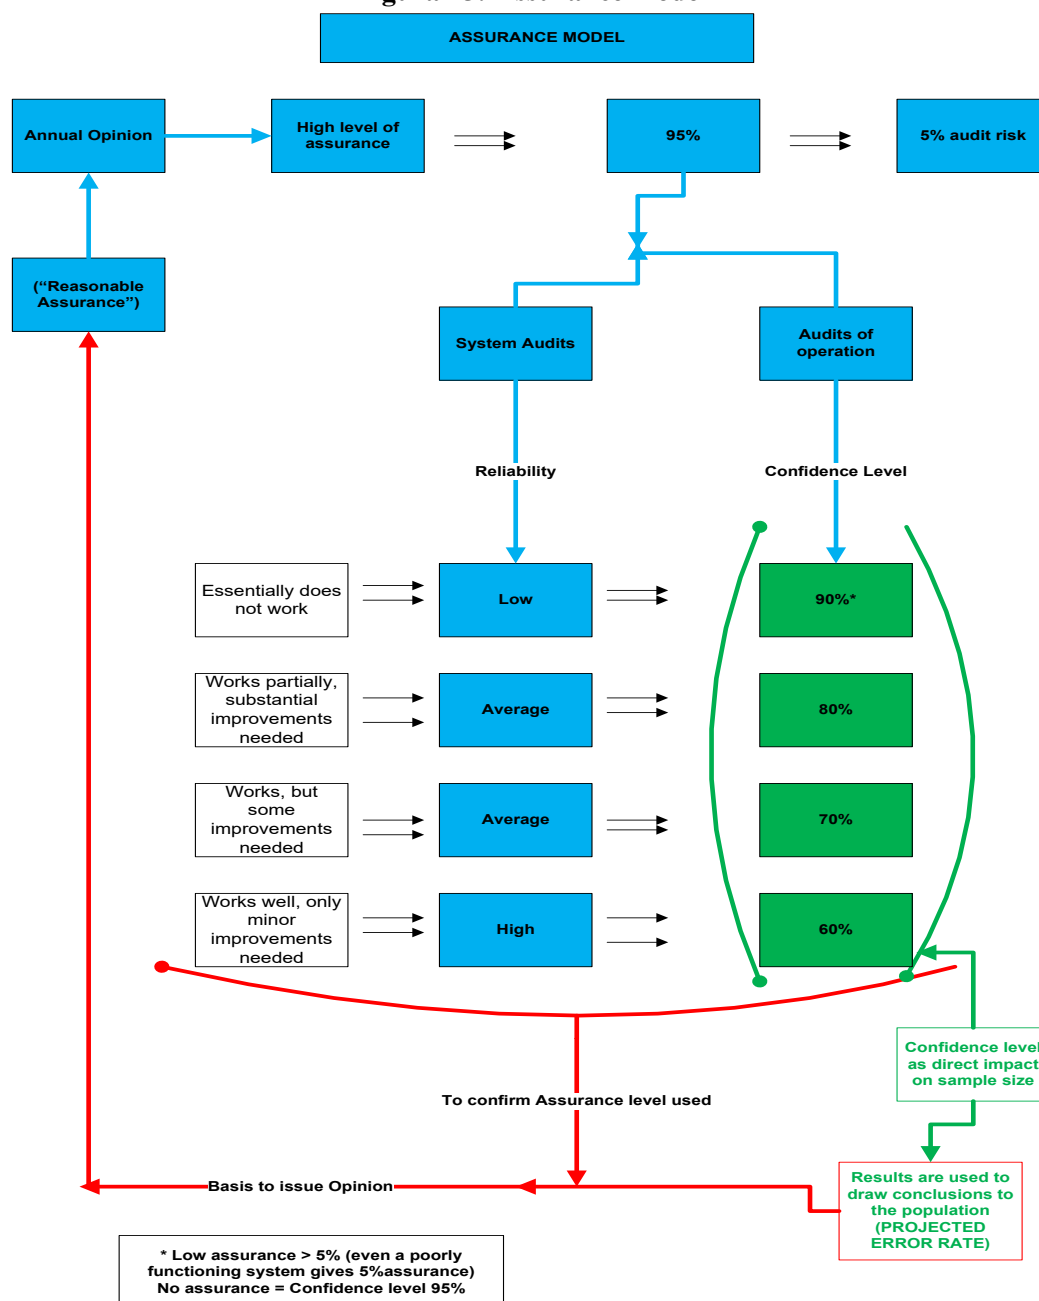 ASSURANCE MODEL
Annual Opinion
High level of
assurance
95%
5% audit risk
("Reasonable
Assurance")
System Audits
Audits of
operation
Reliability
Confidence Level
Essentially does
not work
Low
90%*
Works partially,
substantial
improvements
needed
Average
80%
Works, but
some
improvements
needed
Average
70%
Works well, only
minor
improvements
needed
High
60%
Confidence level
as direct impact
on sample size
To confirm Assurance level used
Basis to issue Opinion
Results are used to
draw conclusions to
the population
(PROJECTED
ERROR RATE)
* Low assurance > 5% (even a poorly
functioning system gives 5%assurance)
No assurance = Confidence level 95%